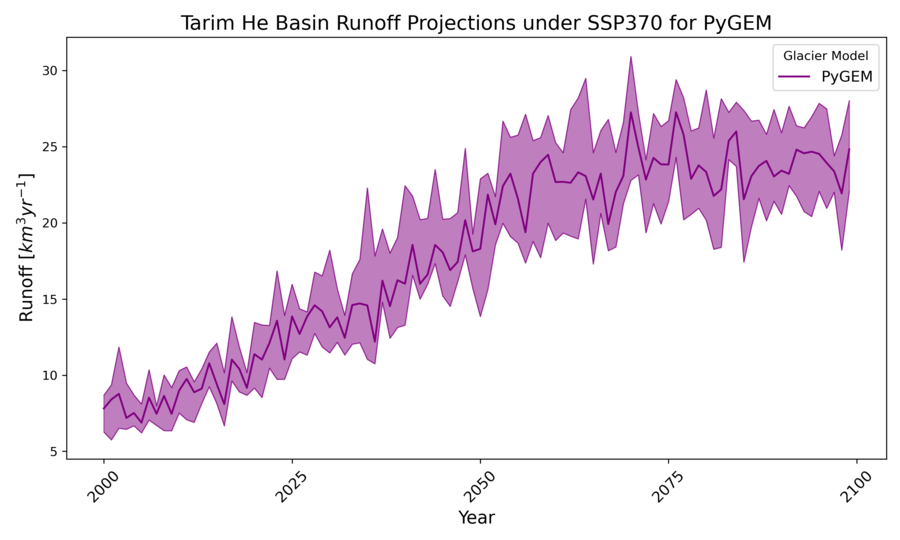 Tarim He Basin Runoff Projections under SSP370 for PyGEM
Glacier Model
PyGEM
Runoff [km³yr⁻¹]
30
25
20
15
10
5
2000
2025
2050
2075
2100
Year